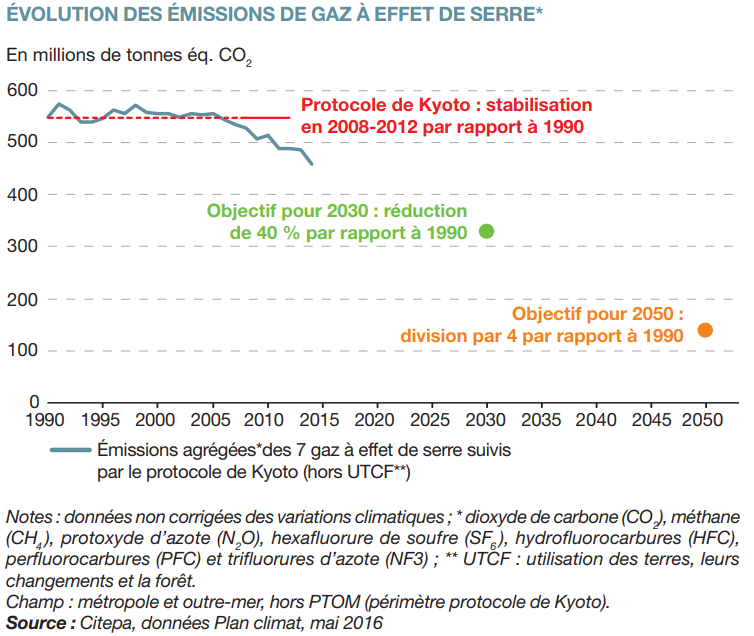 ÉVOLUTION DES ÉMISSIONS DE GAZ À EFFET DE SERRE*
En millions de tonnes éq. CO2
600
500
400
300
200
100
0
Protocole de Kyoto : stabilisation
en 2008-2012 par rapport à 1990
Objectif pour 2030 : réduction
de 40 % par rapport à 1990
Objectif pour 2050 :
division par 4 par rapport à 1990
1990 1995 2000 2005 2010 2015 2020 2025 2030 2035 2040 2045 2050
Émissions agrégées*des 7 gaz à effet de serre suivis
par le protocole de Kyoto (hors UTCF**)
Notes : données non corrigées des variations climatiques ; * dioxyde de carbone (CO2), méthane
(CH4), protoxyde d'azote (N2O), hexafluorure de soufre (SF6), hydrofluorocarbures (HFC),
perfluorocarbures (PFC) et trifluorures d'azote (NF3) ; ** UTCF : utilisation des terres, leurs
changements et la forêt.
Champ : métropole et outre-mer, hors PTOM (périmètre protocole de Kyoto).
Source : Citepa, données Plan climat, mai 2016